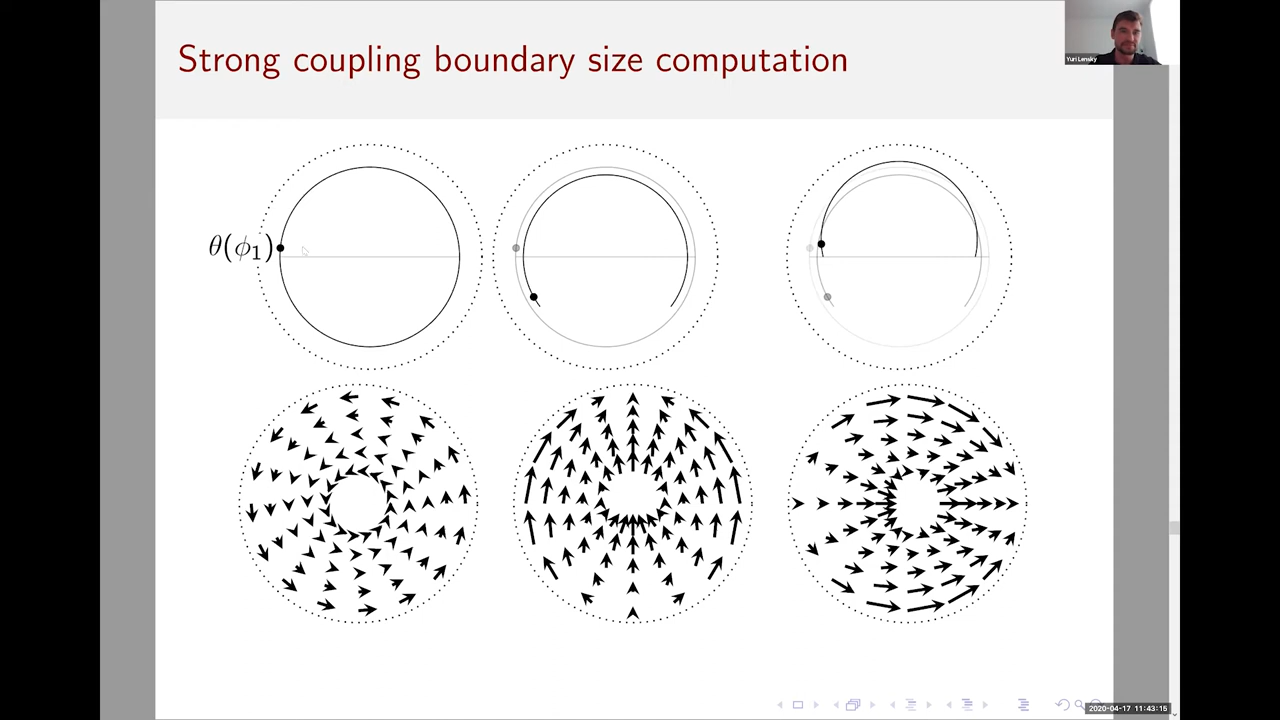 Strong coupling boundary size computation
Yuri Lensky
θ(ϕ₁)
2020-04-17 11:43:15